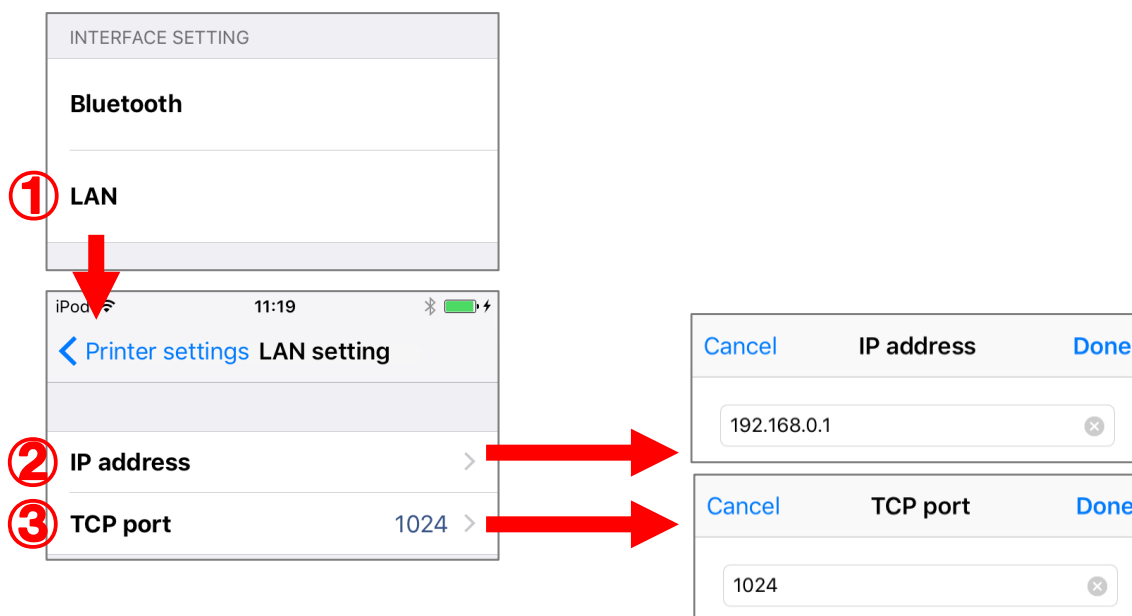 INTERFACE SETTING
Bluetooth
① LAN
iPod 11:19
Printer settings LAN setting
② IP address
③ TCP port 1024
Cancel IP address Done
192.168.0.1
Cancel TCP port Done
1024